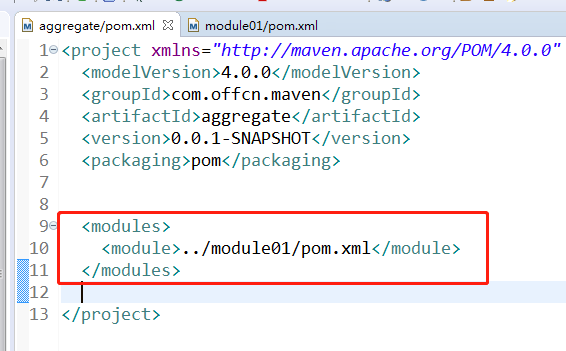 aggregate/pom.xml module01/pom.xml
1 <project xmlns="http://maven.apache.org/POM/4.0.0"
2 <modelVersion>4.0.0</modelVersion>
3 <groupId>com.offcn.maven</groupId>
4 <artifactId>aggregate</artifactId>
5 <version>0.0.1-SNAPSHOT</version>
6 <packaging>pom</packaging>
7
8
9 <modules>
10 <module>../module01/pom.xml</module>
11 </modules>
12
13 </project>